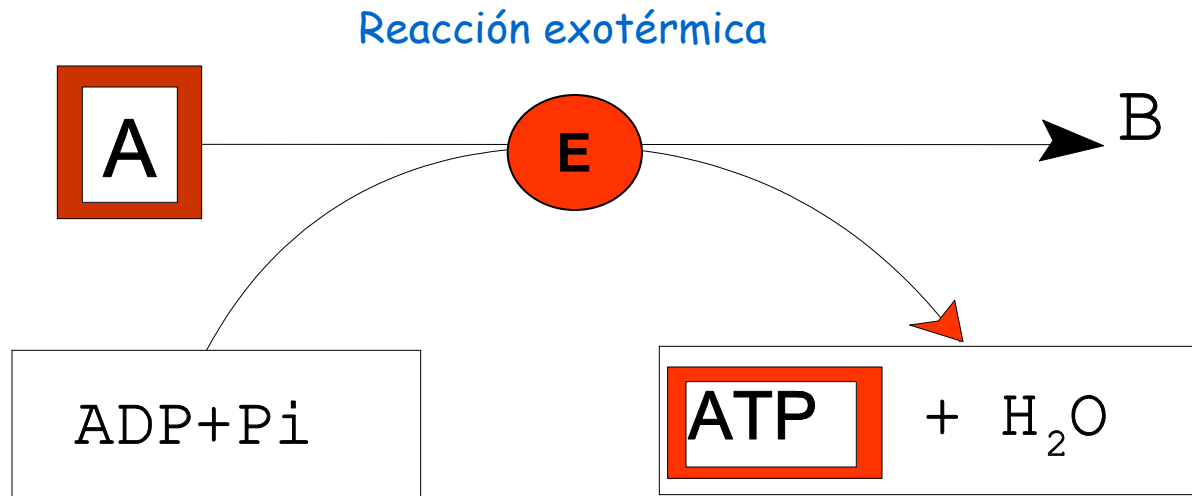 Reacción exotérmica
A
E
B
ADP+Pi
ATP + H₂O